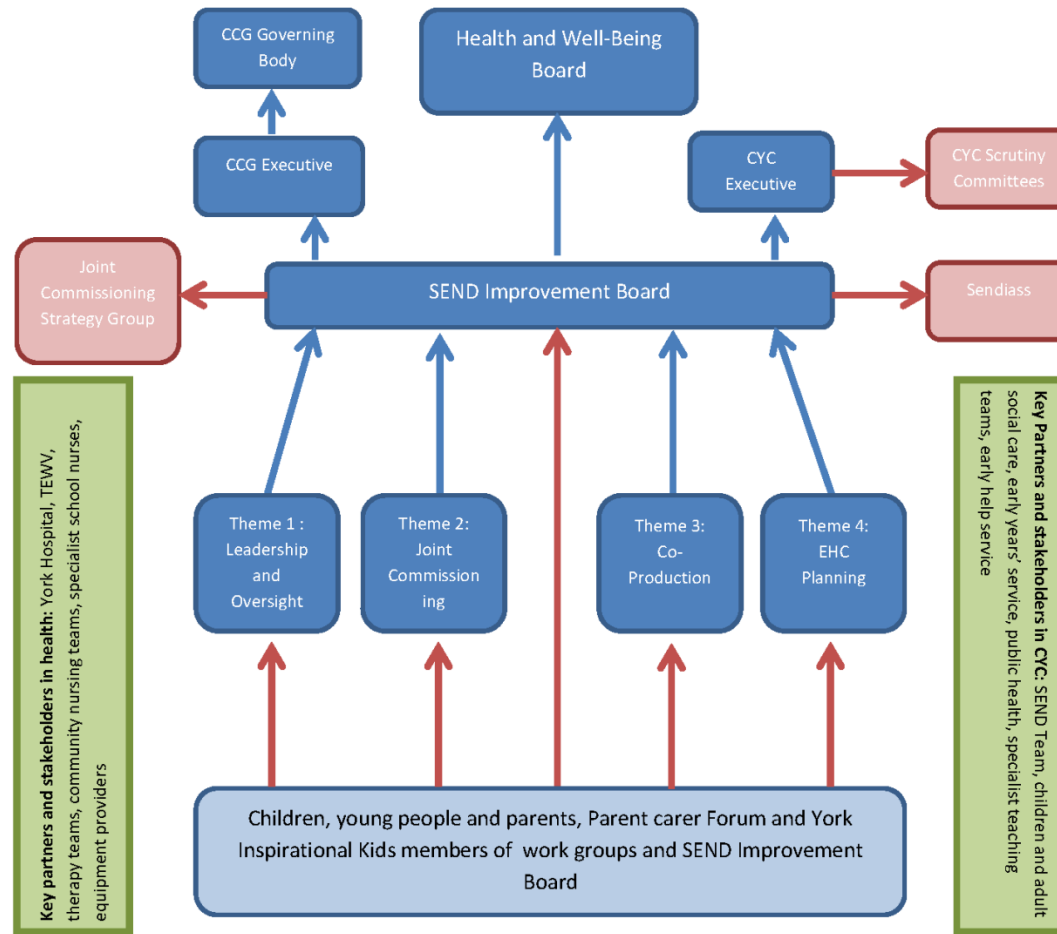 CCG Governing
Body
Health and Well-Being
Board
CCG Executive
CYC
Executive
CYC Scrutiny
Committees
Joint
Commissioning
Strategy Group
SEND Improvement Board
Sendiass
Key partners and stakeholders in health: York Hospital, TEWV,
therapy teams, community nursing teams, specialist school nurses,
equipment providers
Theme 1 :
Leadership
and
Oversight
Theme 2:
Joint
Commission
ing
Theme 3:
Co-
Production
Theme 4:
EHC
Planning
Key Partners and stakeholders in CYC: SEND Team, children and adult
social care, early years’ service, public health, specialist teaching
teams, early help service
Children, young people and parents, Parent carer Forum and York
Inspirational Kids members of work groups and SEND Improvement
Board